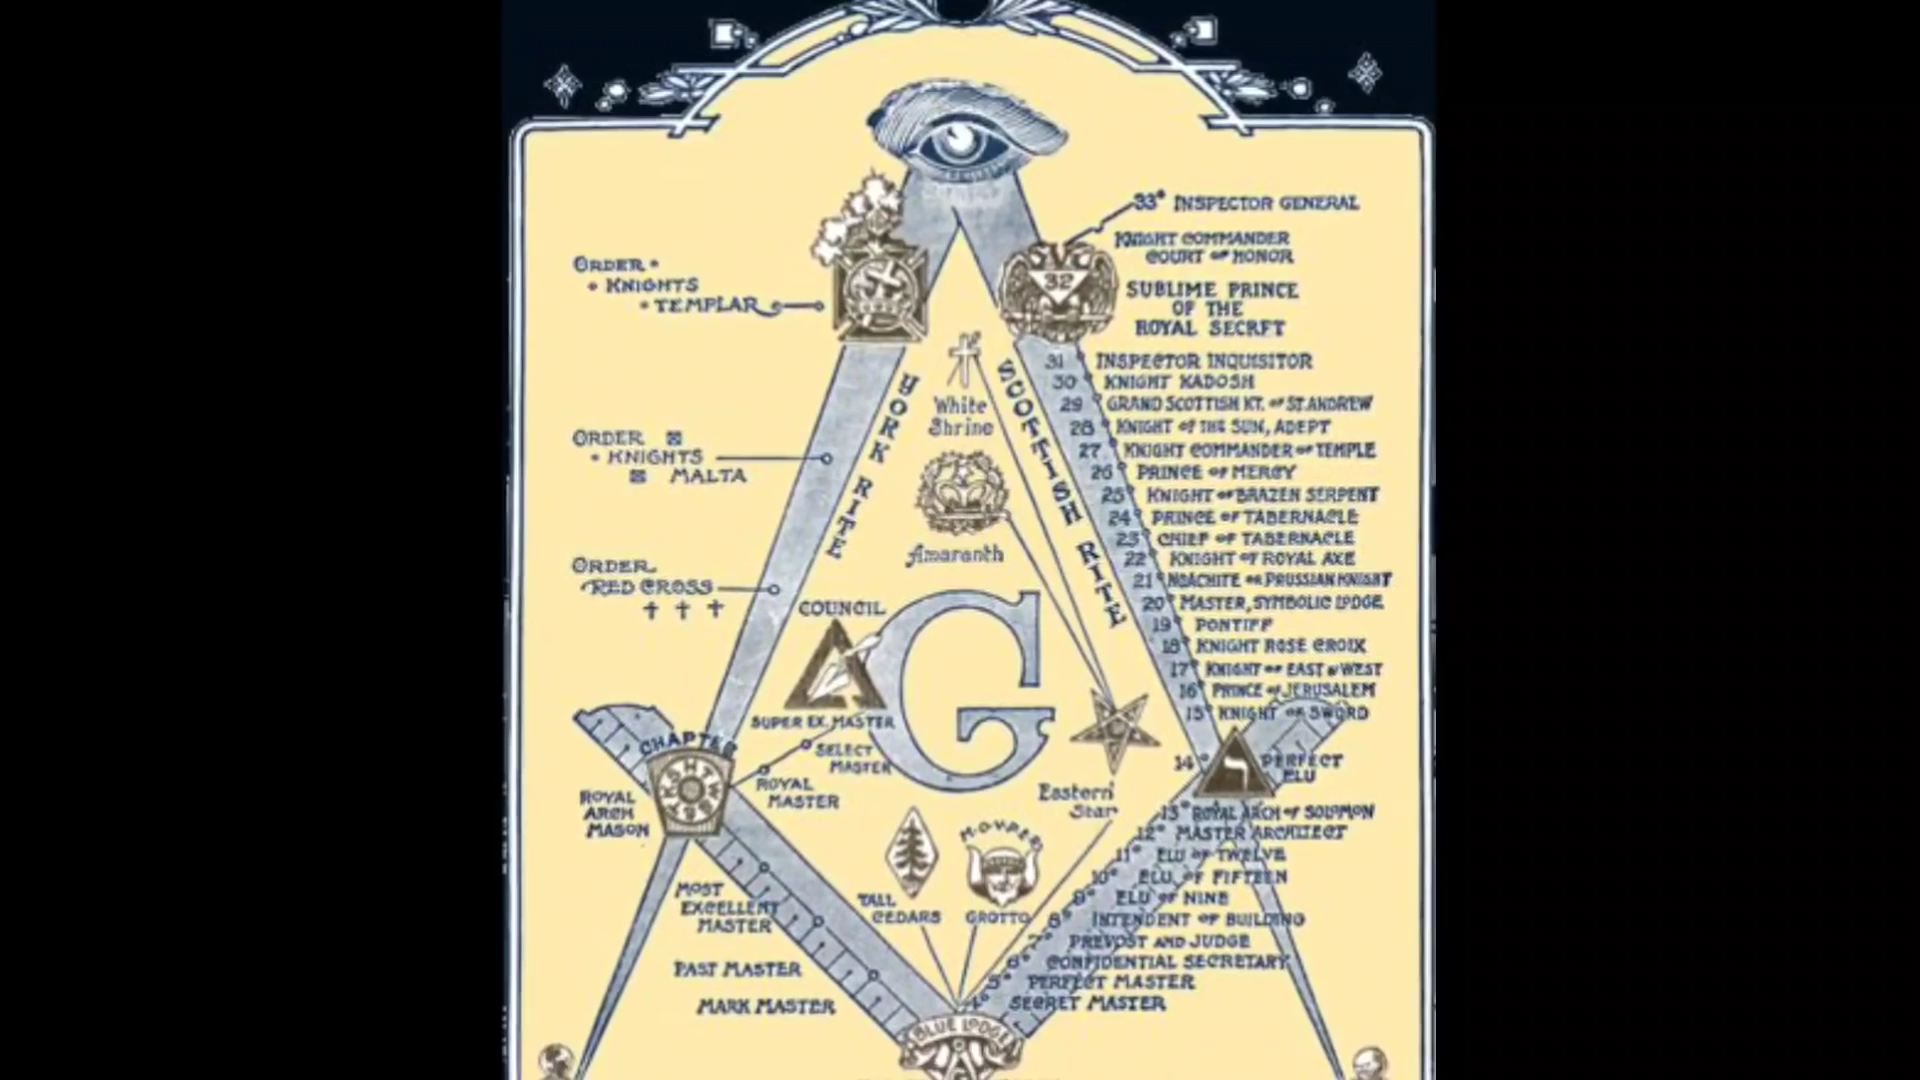 33° INSPECTOR GENERAL
KNIGHT COMMANDER
COURT OF HONOR
32
SUBLIME PRINCE
OF THE
ROYAL SECRET
ORDER
KNIGHTS
TEMPLAR
31 INSPECTOR INQUISITOR
30 KNIGHT KADOSH
29 GRAND SCOTTISH KT. OF ST. ANDREW
28 KNIGHT OF THE SUN, ADEPT
27 KNIGHT COMMANDER OF TEMPLE
26° PRINCE OF MERCY
25° KNIGHT OF BRAZEN SERPENT
24° PRINCE OF TABERNACLE
23° CHIEF OF TABERNACLE
22° KNIGHT OF ROYAL AXE
21° NOACHITE OR PRUSSIAN KNIGHT
20° MASTER, SYMBOLIC LODGE
19° PONTIFF
18° KNIGHT ROSE CROIX
17° KNIGHT OF EAST & WEST
16° PRINCE OF JERUSALEM
15° KNIGHT OF SWORD
14° PERFECT
ELU
13° ROYAL ARCH OF SOLOMON
12° MASTER ARCHITECT
11° ELU OF TWELVE
10° ELU OF FIFTEEN
9° ELU OF NINE
8° INTENDENT OF BUILDING
7° PREVOST AND JUDGE
6° CONFIDENTIAL SECRETARY
5° PERFECT MASTER
4° SECRET MASTER
YORK RITE
SCOTTISH RITE
White
Shrine
Amaranth
ORDER
KNIGHTS
MALTA
ORDER
RED CROSS
COUNCIL
G
SUPER EX. MASTER
SELECT
MASTER
ROYAL
MASTER
CHAPTER
HTWSSTKS
ROYAL
ARCH
MASON
Eastern
Star
M.O.V.P.E.R.
TALL
CEDARS
GROTTO
MOST
EXCELLENT
MASTER
PAST MASTER
MARK MASTER
BLUE LODGE
G